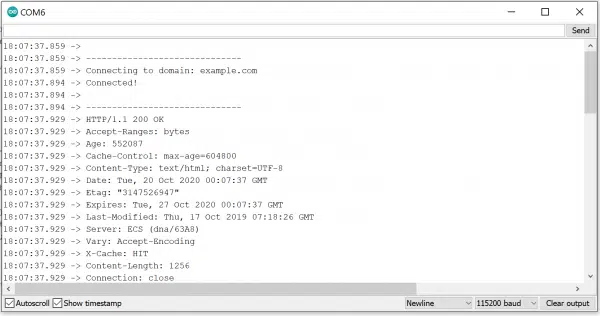 COM6
Send
18:07:37.859 ->
18:07:37.859 -> ------------------------------
18:07:37.859 -> Connecting to domain: example.com
18:07:37.894 -> Connected!
18:07:37.894 ->
18:07:37.894 -> ------------------------------
18:07:37.929 -> HTTP/1.1 200 OK
18:07:37.929 -> Accept-Ranges: bytes
18:07:37.929 -> Age: 552087
18:07:37.929 -> Cache-Control: max-age=604800
18:07:37.929 -> Content-Type: text/html; charset=UTF-8
18:07:37.929 -> Date: Tue, 20 Oct 2020 00:07:37 GMT
18:07:37.929 -> Etag: "3147526947"
18:07:37.929 -> Expires: Tue, 27 Oct 2020 00:07:37 GMT
18:07:37.929 -> Last-Modified: Thu, 17 Oct 2019 07:18:26 GMT
18:07:37.929 -> Server: ECS (dna/63A8)
18:07:37.929 -> Vary: Accept-Encoding
18:07:37.929 -> X-Cache: HIT
18:07:37.929 -> Content-Length: 1256
18:07:37.929 -> Connection: close
Autoscroll Show timestamp Newline 115200 baud Clear output